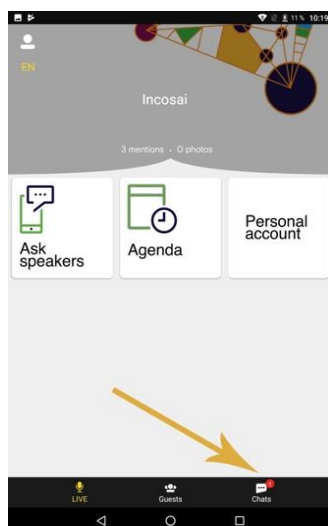 11% 10:19
EN
Incosai
3 mentions - 0 photos
Ask
speakers
Agenda
Personal
account
1
LIVE
Guests
Chats